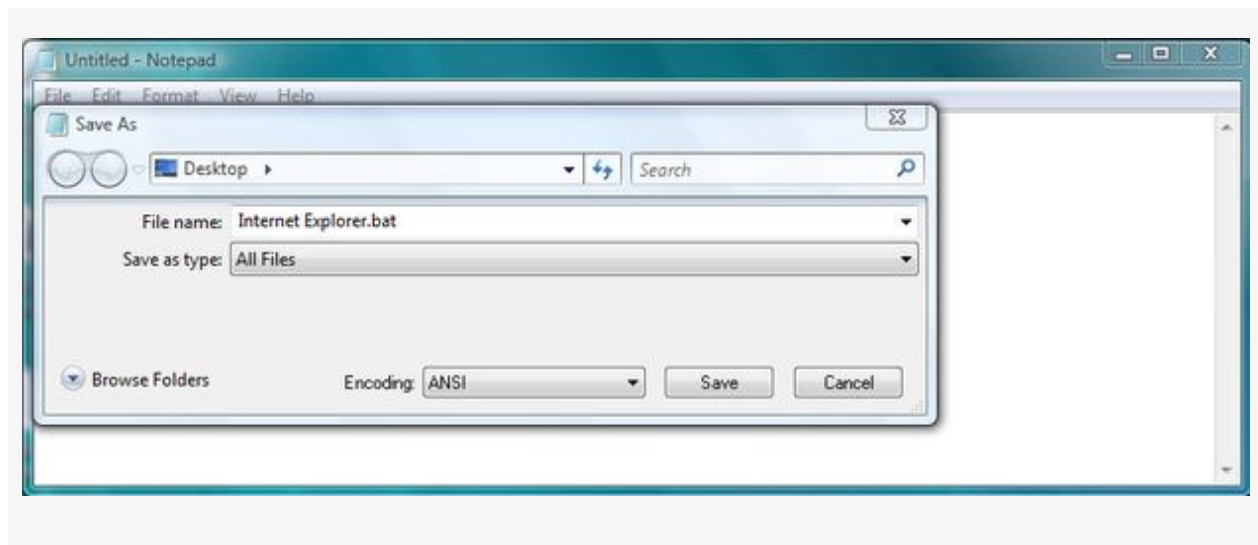 Untitled - Notepad
File Edit Format View Help
Save As
Desktop
Search
File name: Internet Explorer.bat
Save as type: All Files
Browse Folders
Encoding: ANSI
Save
Cancel